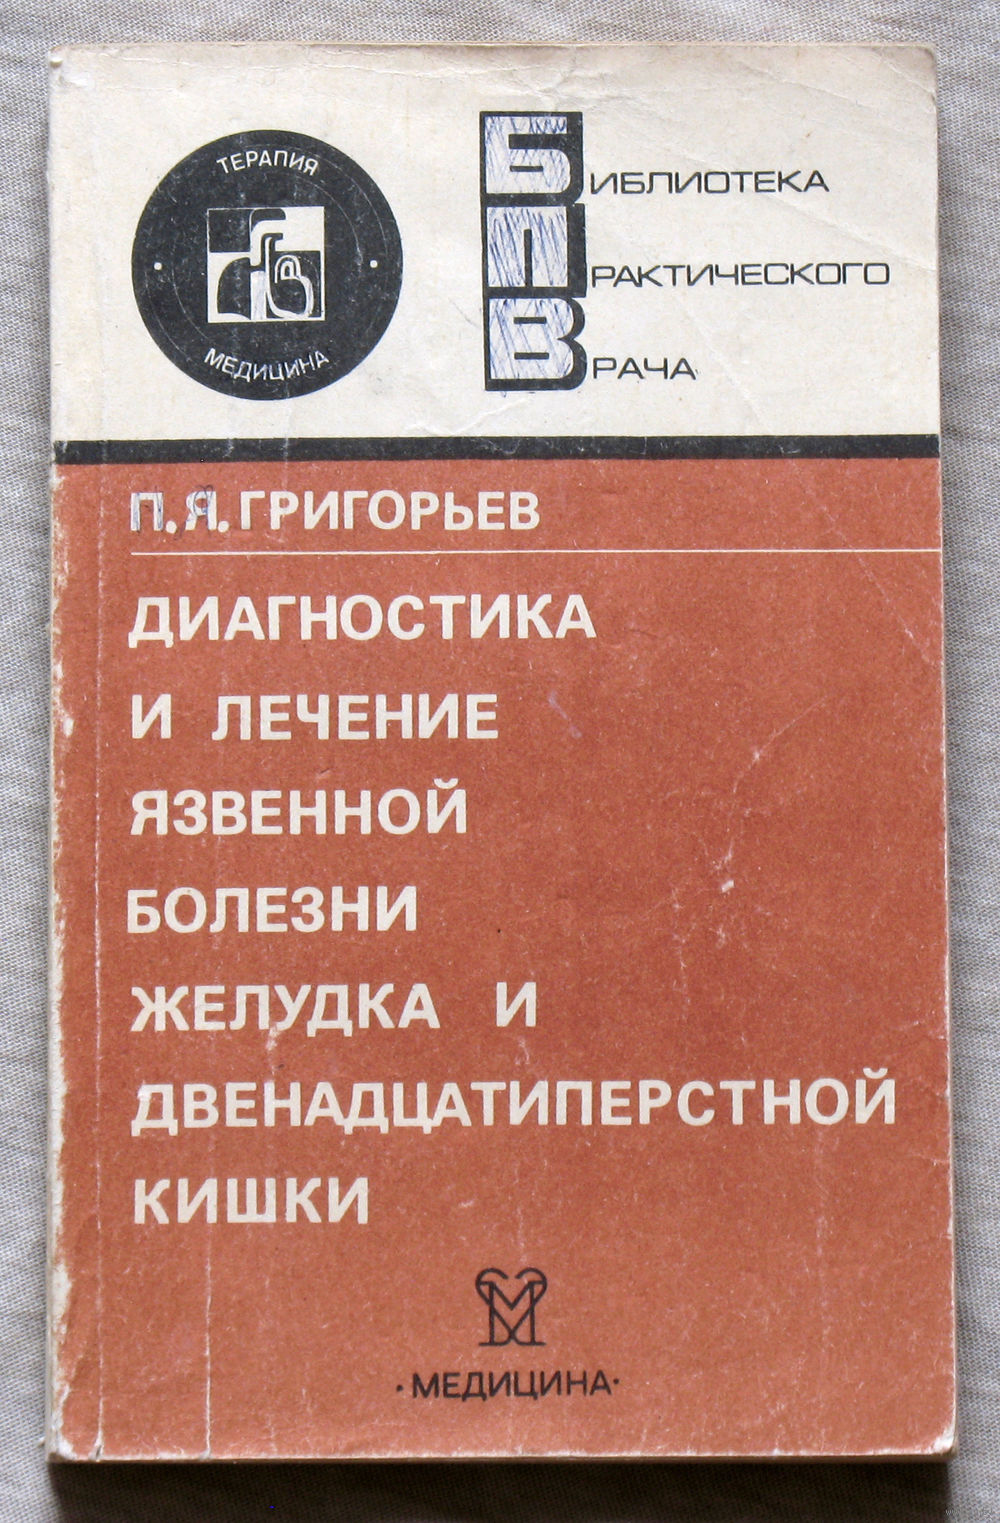 ТЕРАПИЯ
МЕДИЦИНА
БИБЛИОТЕКА
ПРАКТИЧЕСКОГО
ВРАЧА
П.Я. ГРИГОРЬЕВ
ДИАГНОСТИКА
И ЛЕЧЕНИЕ
ЯЗВЕННОЙ
БОЛЕЗНИ
ЖЕЛУДКА И
ДВЕНАДЦАТИПЕРСТНОЙ
КИШКИ
·МЕДИЦИНА·